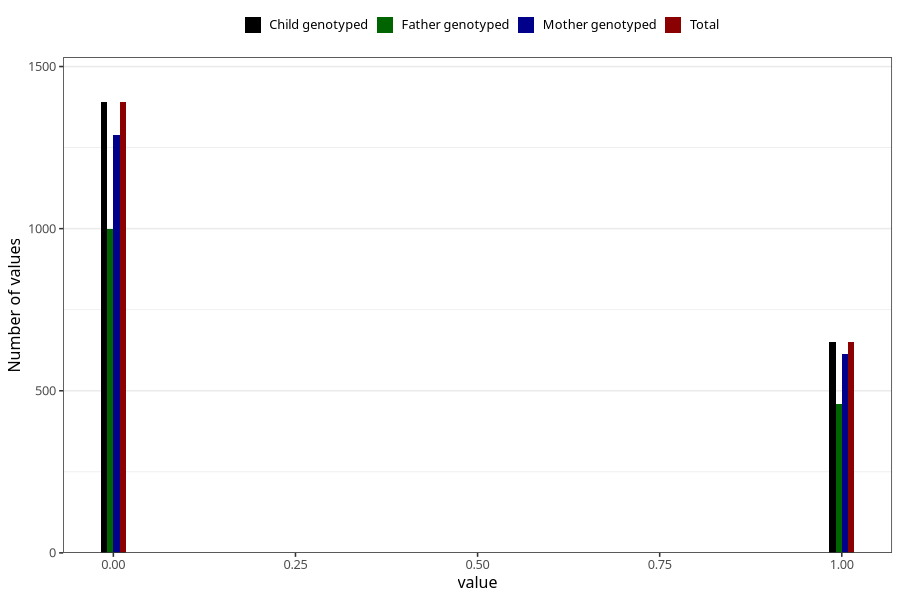 Child genotyped Father genotyped Mother genotyped Total
1500
1000
500
0
Number of values
0.00 0.25 0.50 0.75 1.00
value